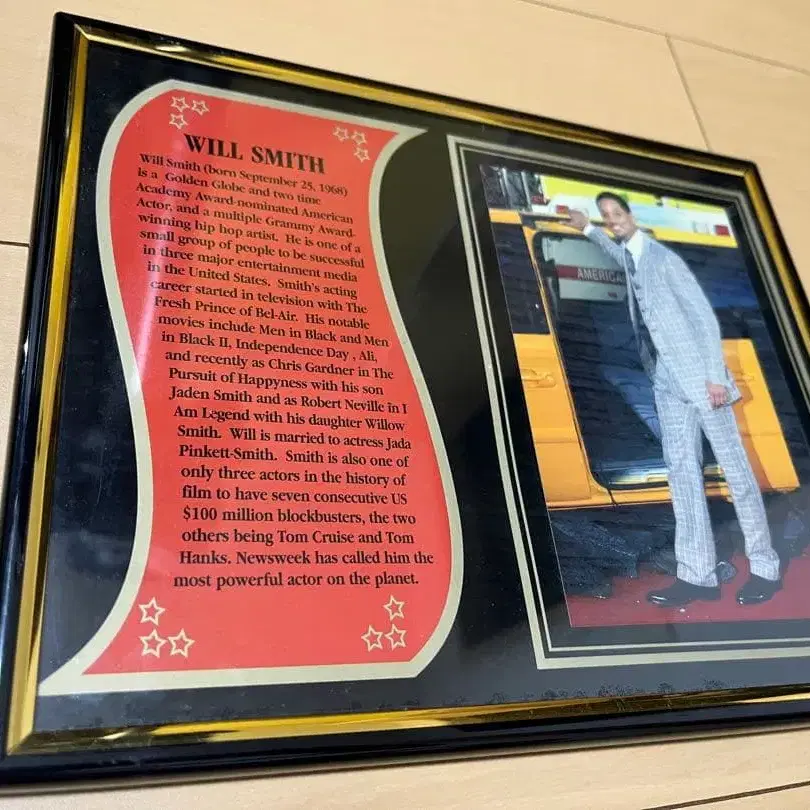 WILL SMITH
Will Smith (born September 25, 1968)
is a Golden Globe and two time
Academy Award-nominated American
Actor, and a multiple Grammy Award-
winning hip hop artist. He is one of a
small group of people to be successful
in three major entertainment media
in the United States. Smith's acting
career started in television with The
Fresh Prince of Bel-Air. His notable
movies include Men in Black and Men
in Black II, Independence Day , Ali,
and recently as Chris Gardner in The
Pursuit of Happyness with his son
Jaden Smith and as Robert Neville in I
Am Legend with his daughter Willow
Smith. Will is married to actress Jada
Pinkett-Smith. Smith is also one of
only three actors in the history of
film to have seven consecutive US
$100 million blockbusters, the two
others being Tom Cruise and Tom
Hanks. Newsweek has called him the
most powerful actor on the planet.
AMERICA